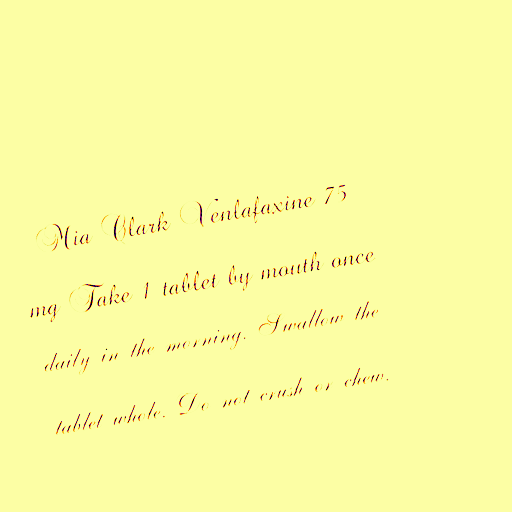 Mia Clark Venlafaxine 75
mg Take 1 tablet by mouth once
daily in the morning. Swallow the
tablet whole. Do not crush or chew.